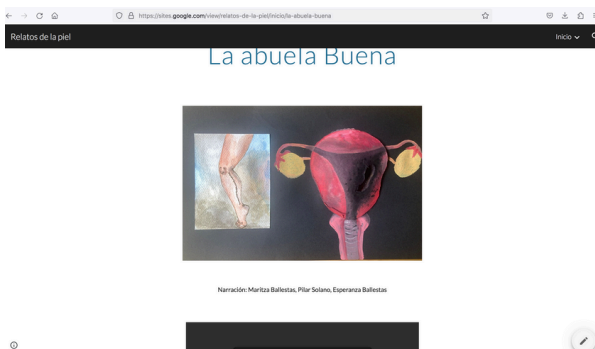 https://sites.google.com/view/relatos-de-la-piel/inicio/la-abuela-buena
Relatos de la piel
Inicio
La abuela Buena
Narración: Maritza Ballestas, Pilar Solano, Esperanza Ballestas